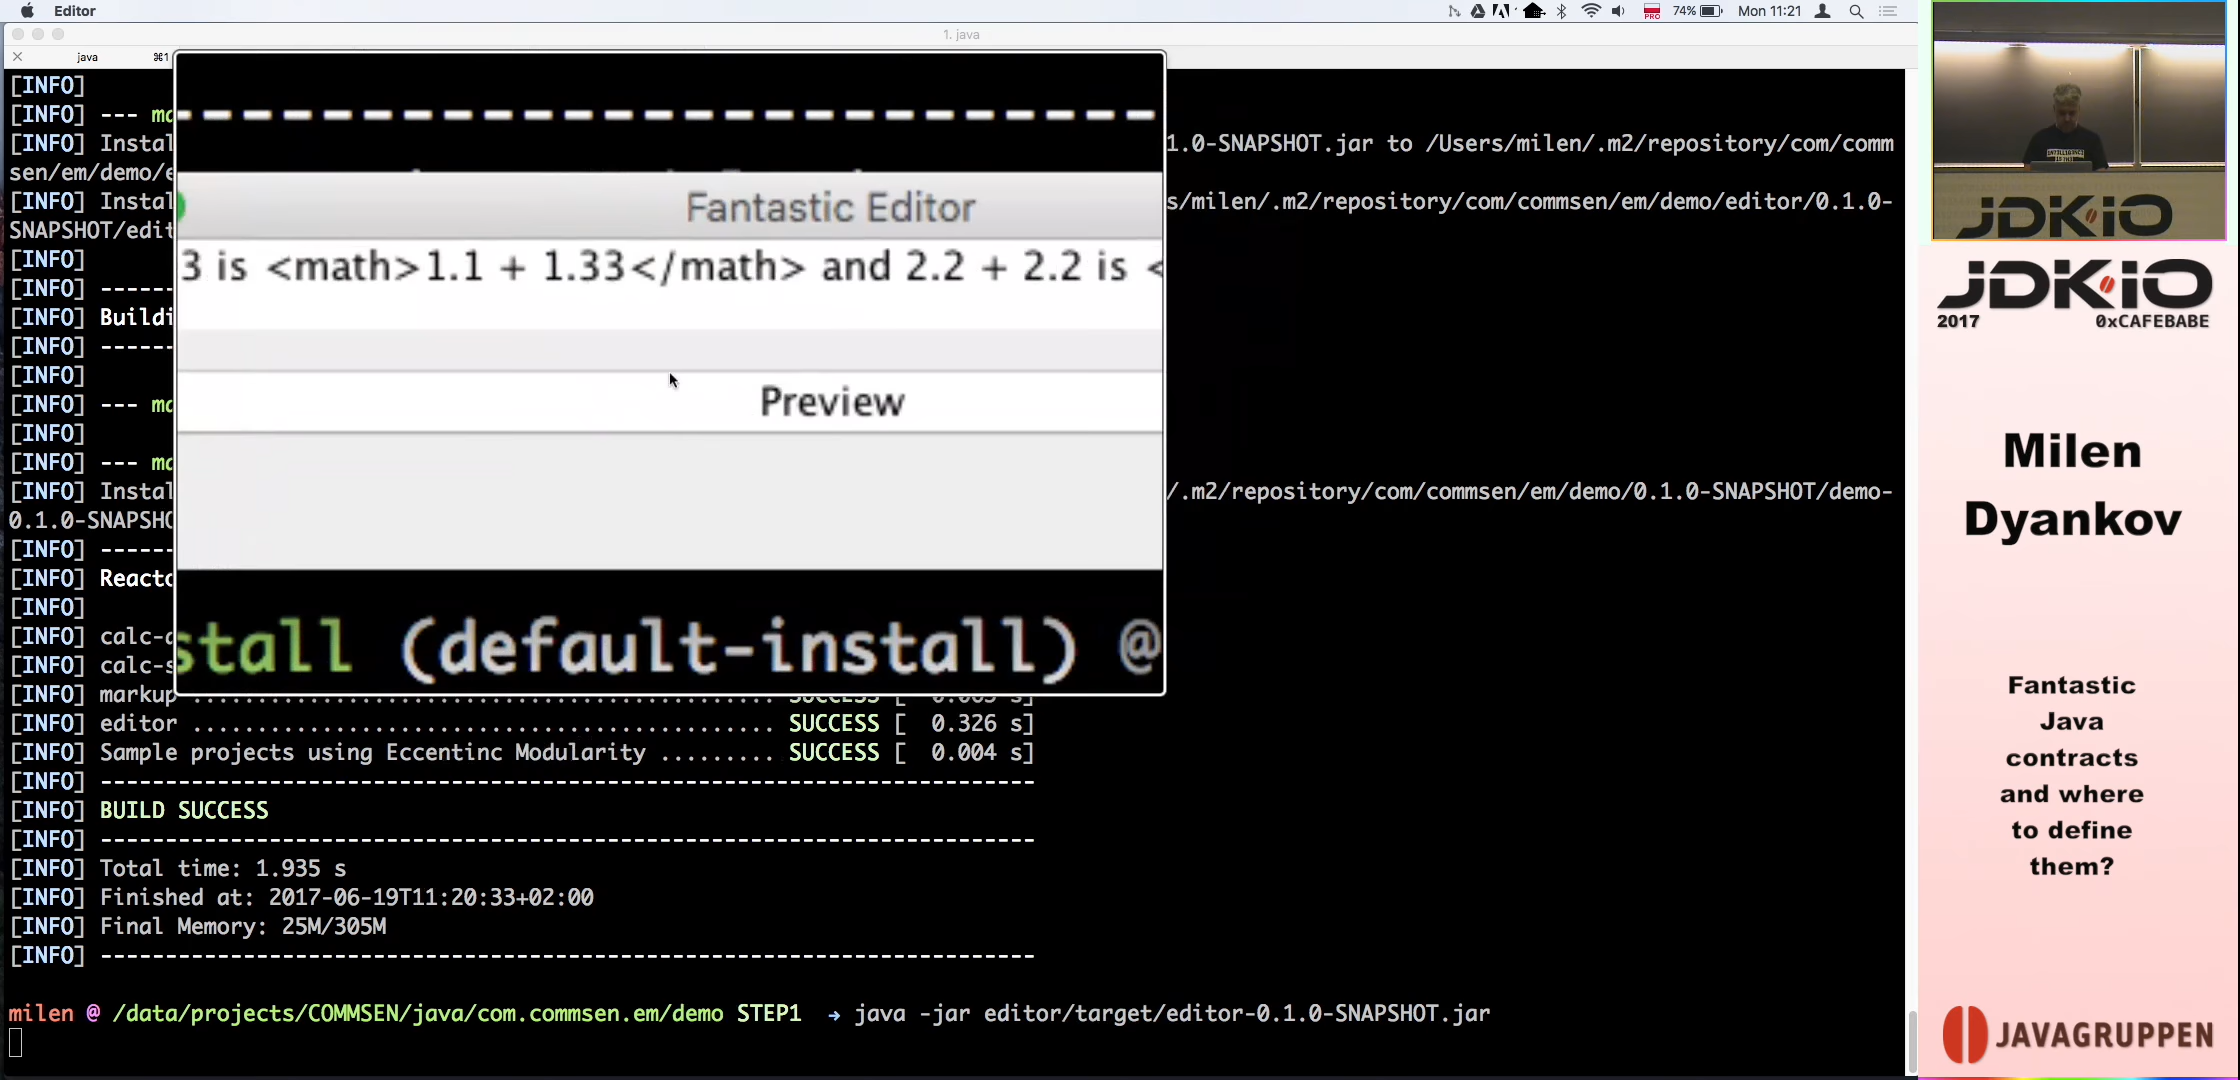 Editor
74%
Mon 11:21
1. java
java
⌘1
[INFO]
[INFO] ---
[INFO] Instal 1.0-SNAPSHOT.jar to /Users/milen/.m2/repository/com/comm
sen/em/demo/
[INFO] Instal s/milen/.m2/repository/com/commsen/em/demo/editor/0.1.0-
SNAPSHOT/edit
[INFO]
[INFO] ------
[INFO] Buildi
[INFO] ------
[INFO]
[INFO] ---
[INFO]
[INFO] ---
[INFO] Instal /.m2/repository/com/commsen/em/demo/0.1.0-SNAPSHOT/demo-
0.1.0-SNAPSHO
[INFO] ------
[INFO] Reacto
[INFO]
[INFO] calc-
[INFO] calc-s
[INFO] markup ............................................. SUCCESS [
[INFO] editor ............................................. SUCCESS [  0.326 s]
[INFO] Sample projects using Eccentinc Modularity ......... SUCCESS [  0.004 s]
[INFO] ------------------------------------------------------------------------
[INFO] BUILD SUCCESS
[INFO] ------------------------------------------------------------------------
[INFO] Total time: 1.935 s
[INFO] Finished at: 2017-06-19T11:20:33+02:00
[INFO] Final Memory: 25M/305M
[INFO] ------------------------------------------------------------------------
milen @ /data/projects/COMMSEN/java/com.commsen.em/demo STEP1 → java -jar editor/target/editor-0.1.0-SNAPSHOT.jar
Fantastic Editor
3 is <math>1.1 + 1.33</math> and 2.2 + 2.2 is <
Preview
stall (default-install) @
JDK.iO
JDK.iO
2017 0xCAFEBABE
Milen
Dyankov
Fantastic
Java
contracts
and where
to define
them?
JAVAGRUPPEN